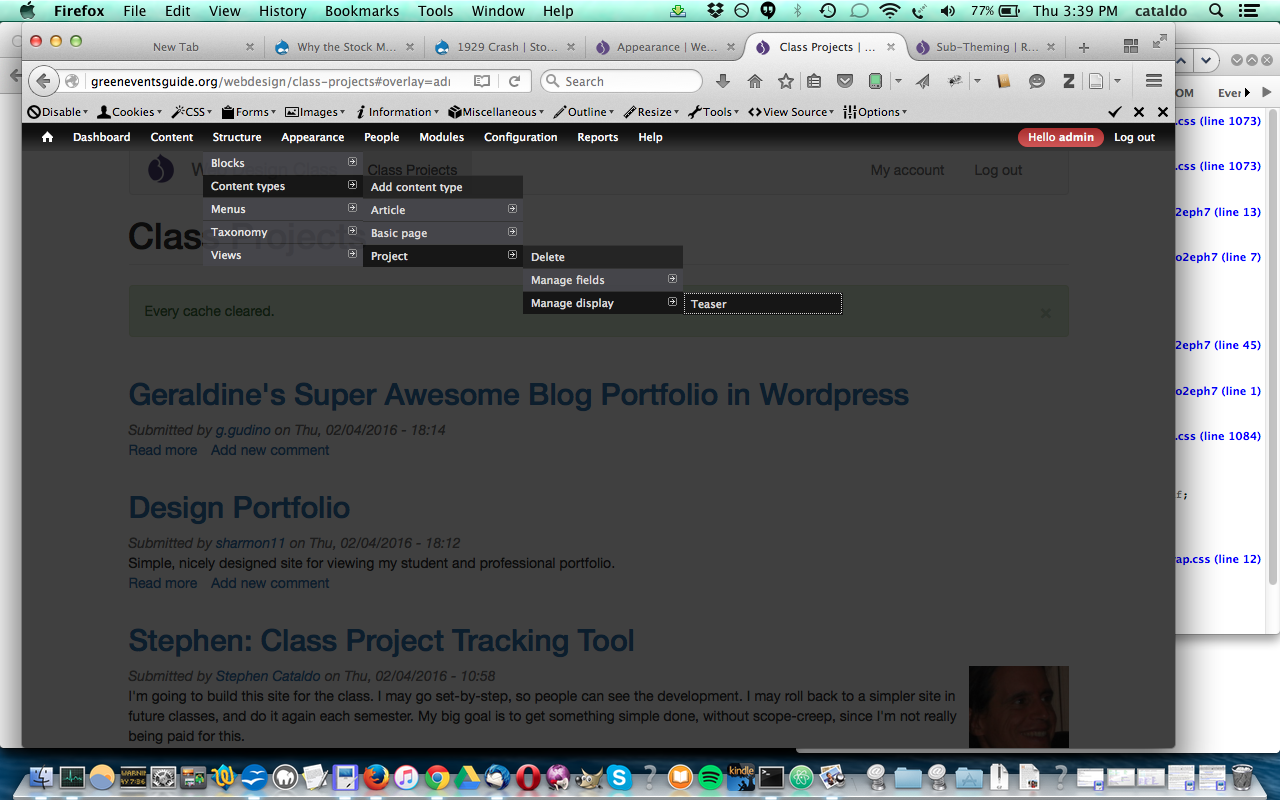 Firefox File Edit View History Bookmarks Tools Window Help 77% Thu 3:39 PM cataldo
New Tab Why the Stock M... 1929 Crash | Sto... Appearance | We... Class Projects | ... Sub-Theming | R...
greeneventsguide.org/webdesign/class-projects#overlay=adı Search
Disable Cookies CSS Forms Images Information Miscellaneous Outline Resize Tools View Source Options
OM Ever
Dashboard Content Structure Appearance People Modules Configuration Reports Help Hello admin Log out
Class Projects My account Log out
Blocks
Content types Add content type
Menus Article
Taxonomy Basic page
Views Project Delete
Manage fields
Manage display Teaser
Class Projects
Every cache cleared. ×
Geraldine's Super Awesome Blog Portfolio in Wordpress
Submitted by g.gudino on Thu, 02/04/2016 - 18:14
Read more Add new comment
Design Portfolio
Submitted by sharmon11 on Thu, 02/04/2016 - 18:12
Simple, nicely designed site for viewing my student and professional portfolio.
Read more Add new comment
Stephen: Class Project Tracking Tool
Submitted by Stephen Cataldo on Thu, 02/04/2016 - 10:58
I'm going to build this site for the class. I may go set-by-step, so people can see the development. I may roll back to a simpler site in
future classes, and do it again each semester. My big goal is to get something simple done, without scope-creep, since I'm not really
being paid for this.
.css (line 1073)
.css (line 1073)
o2eph7 (line 13)
o2eph7 (line 7)
o2eph7 (line 45)
o2eph7 (line 1)
.css (line 1084)
f;
ap.css (line 12)
kindle